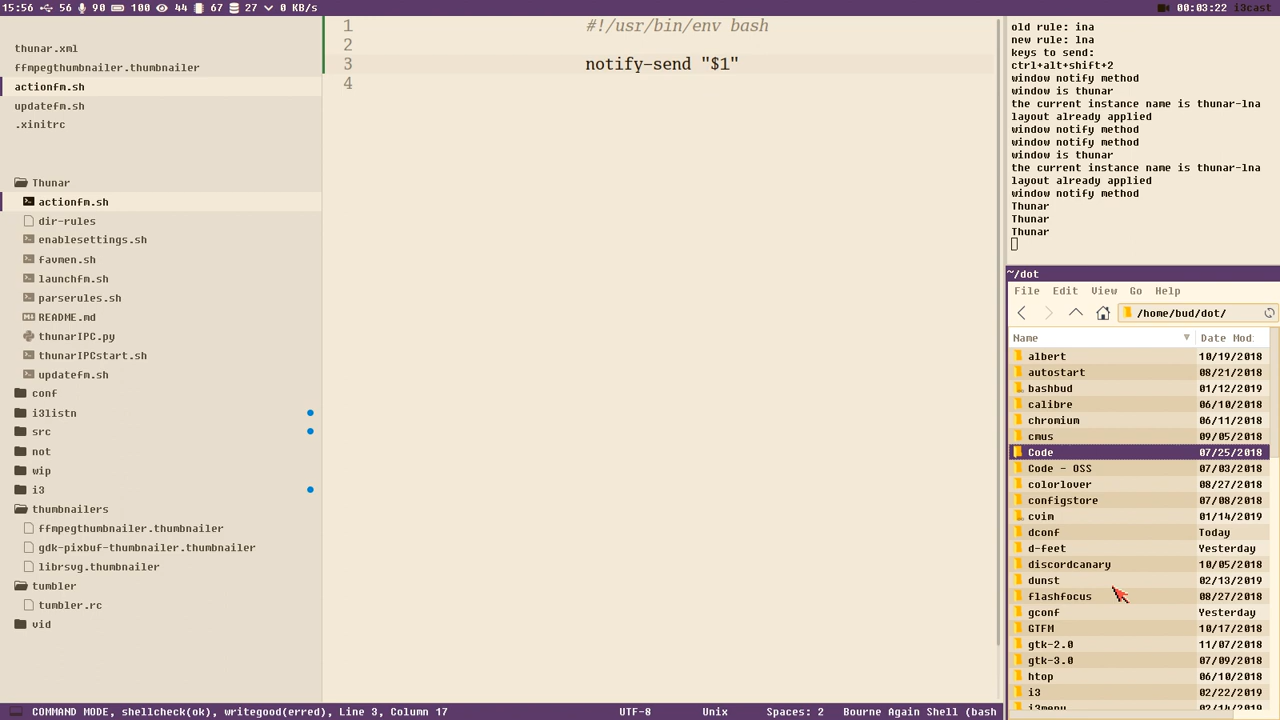 15:56 56 90 100 44 67 27 0 KB/s
00:03:22 i3cast
thunar.xml
ffmpegthumbnailer.thumbnailer
actionfm.sh
updatefm.sh
.xinitrc
Thunar
actionfm.sh
dir-rules
enablesettings.sh
favmen.sh
launchfm.sh
parserules.sh
README.md
thunarIPC.py
thunarIPCstart.sh
updatefm.sh
conf
i3listn
src
not
wip
i3
thumbnailers
ffmpegthumbnailer.thumbnailer
gdk-pixbuf-thumbnailer.thumbnailer
librsvg.thumbnailer
tumbler
tumbler.rc
vid
1 #!/usr/bin/env bash
2
3 notify-send "$1"
4
old rule: ina
new rule: lna
keys to send:
ctrl+alt+shift+2
window notify method
window is thunar
the current instance name is thunar-lna
layout already applied
window notify method
window notify method
window is thunar
the current instance name is thunar-lna
layout already applied
window notify method
Thunar
Thunar
Thunar
~/dot
File Edit View Go Help
/home/bud/dot/
Name Date Mod
albert 10/19/2018
autostart 08/21/2018
bashbud 01/12/2019
calibre 06/10/2018
chromium 06/11/2018
cmus 09/05/2018
Code 07/25/2018
Code - OSS 07/03/2018
colorlover 08/27/2018
configstore 07/08/2018
cvim 01/14/2019
dconf Today
d-feet Yesterday
discordcanary 10/05/2018
dunst 02/13/2019
flashfocus 08/27/2018
gconf Yesterday
GTFM 10/17/2018
gtk-2.0 11/07/2018
gtk-3.0 07/09/2018
htop 06/10/2018
i3 02/22/2019
i3menu 02/14/2019
COMMAND MODE, shellcheck(ok), writegood(erred), Line 3, Column 17 UTF-8 Unix Spaces: 2 Bourne Again Shell (bash